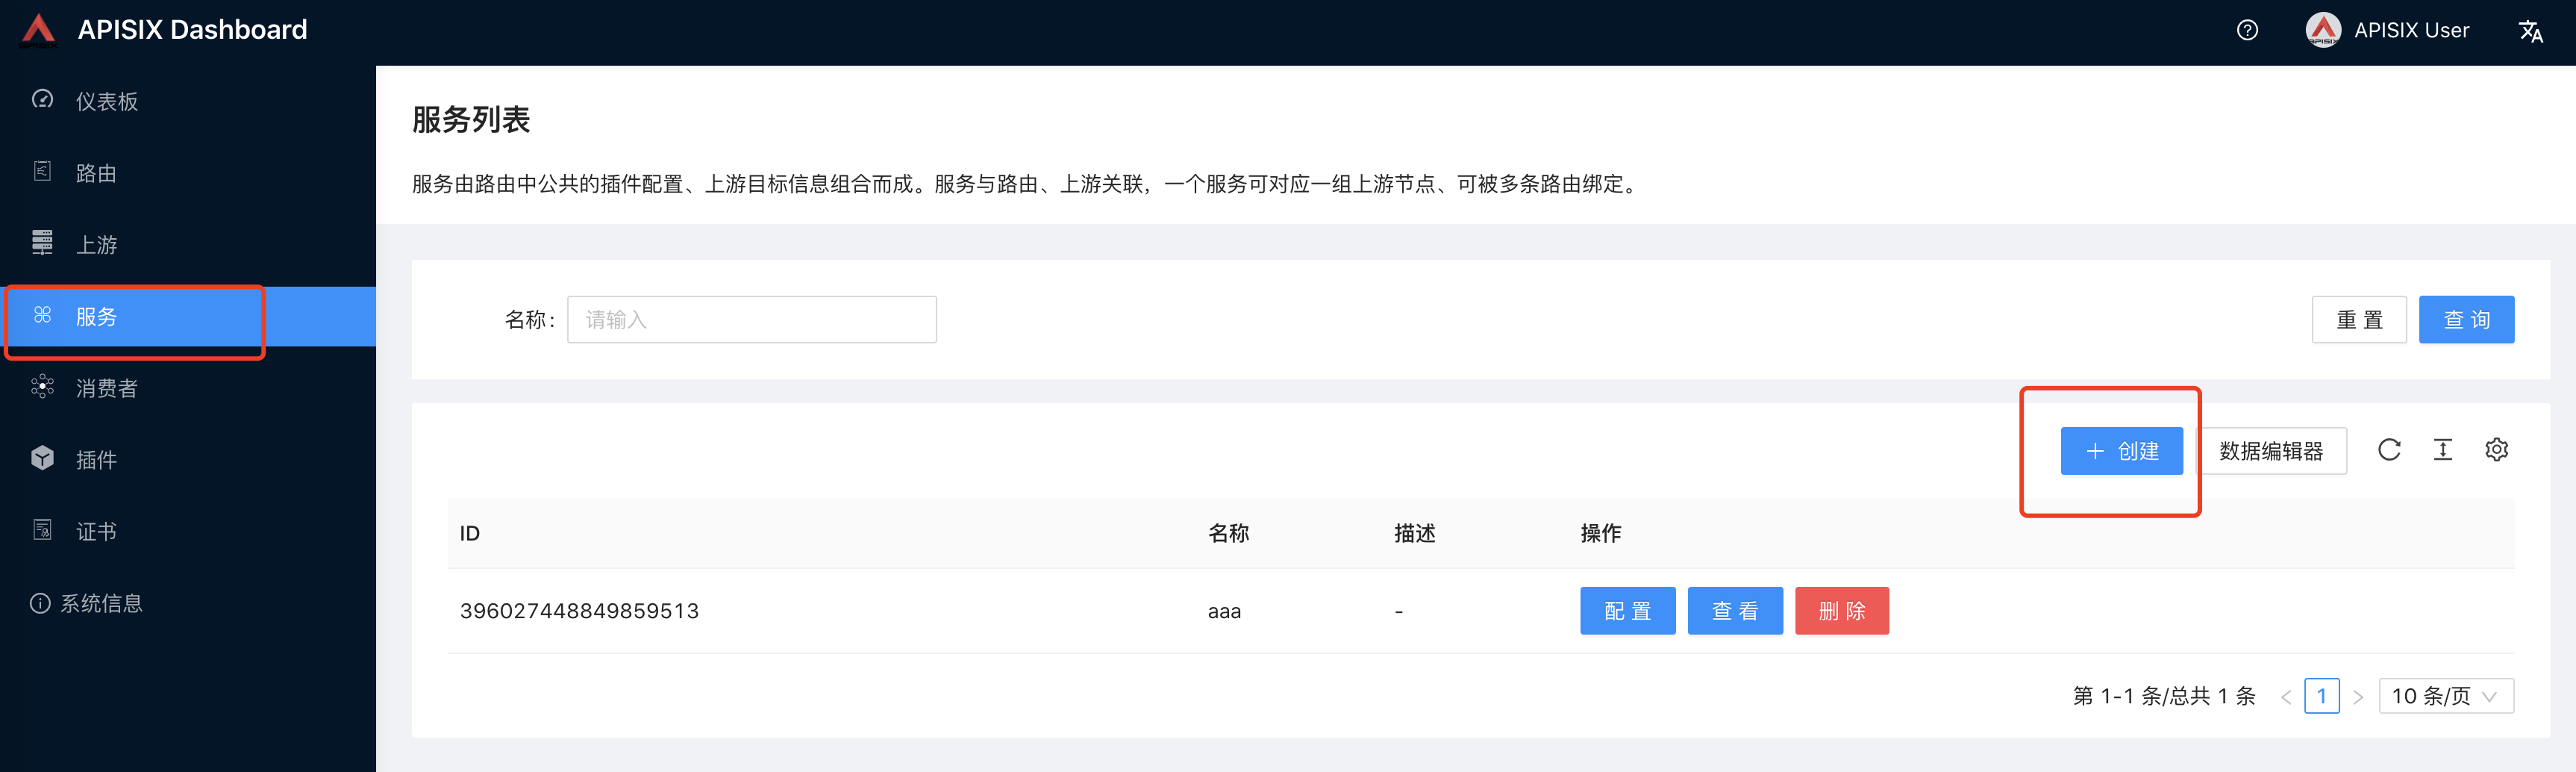 APISIX Dashboard
APISIX User
仪表板
路由
上游
服务
消费者
插件
证书
系统信息
服务列表
服务由路由中公共的插件配置、上游目标信息组合而成。服务与路由、上游关联，一个服务可对应一组上游节点、可被多条路由绑定。
名称: 请输入 重 置 查 询
创建 数据编辑器
ID 名称 描述 操作
396027448849859513 aaa - 配 置 查 看 删 除
第 1-1 条/总共 1 条 < 1 > 10 条/页